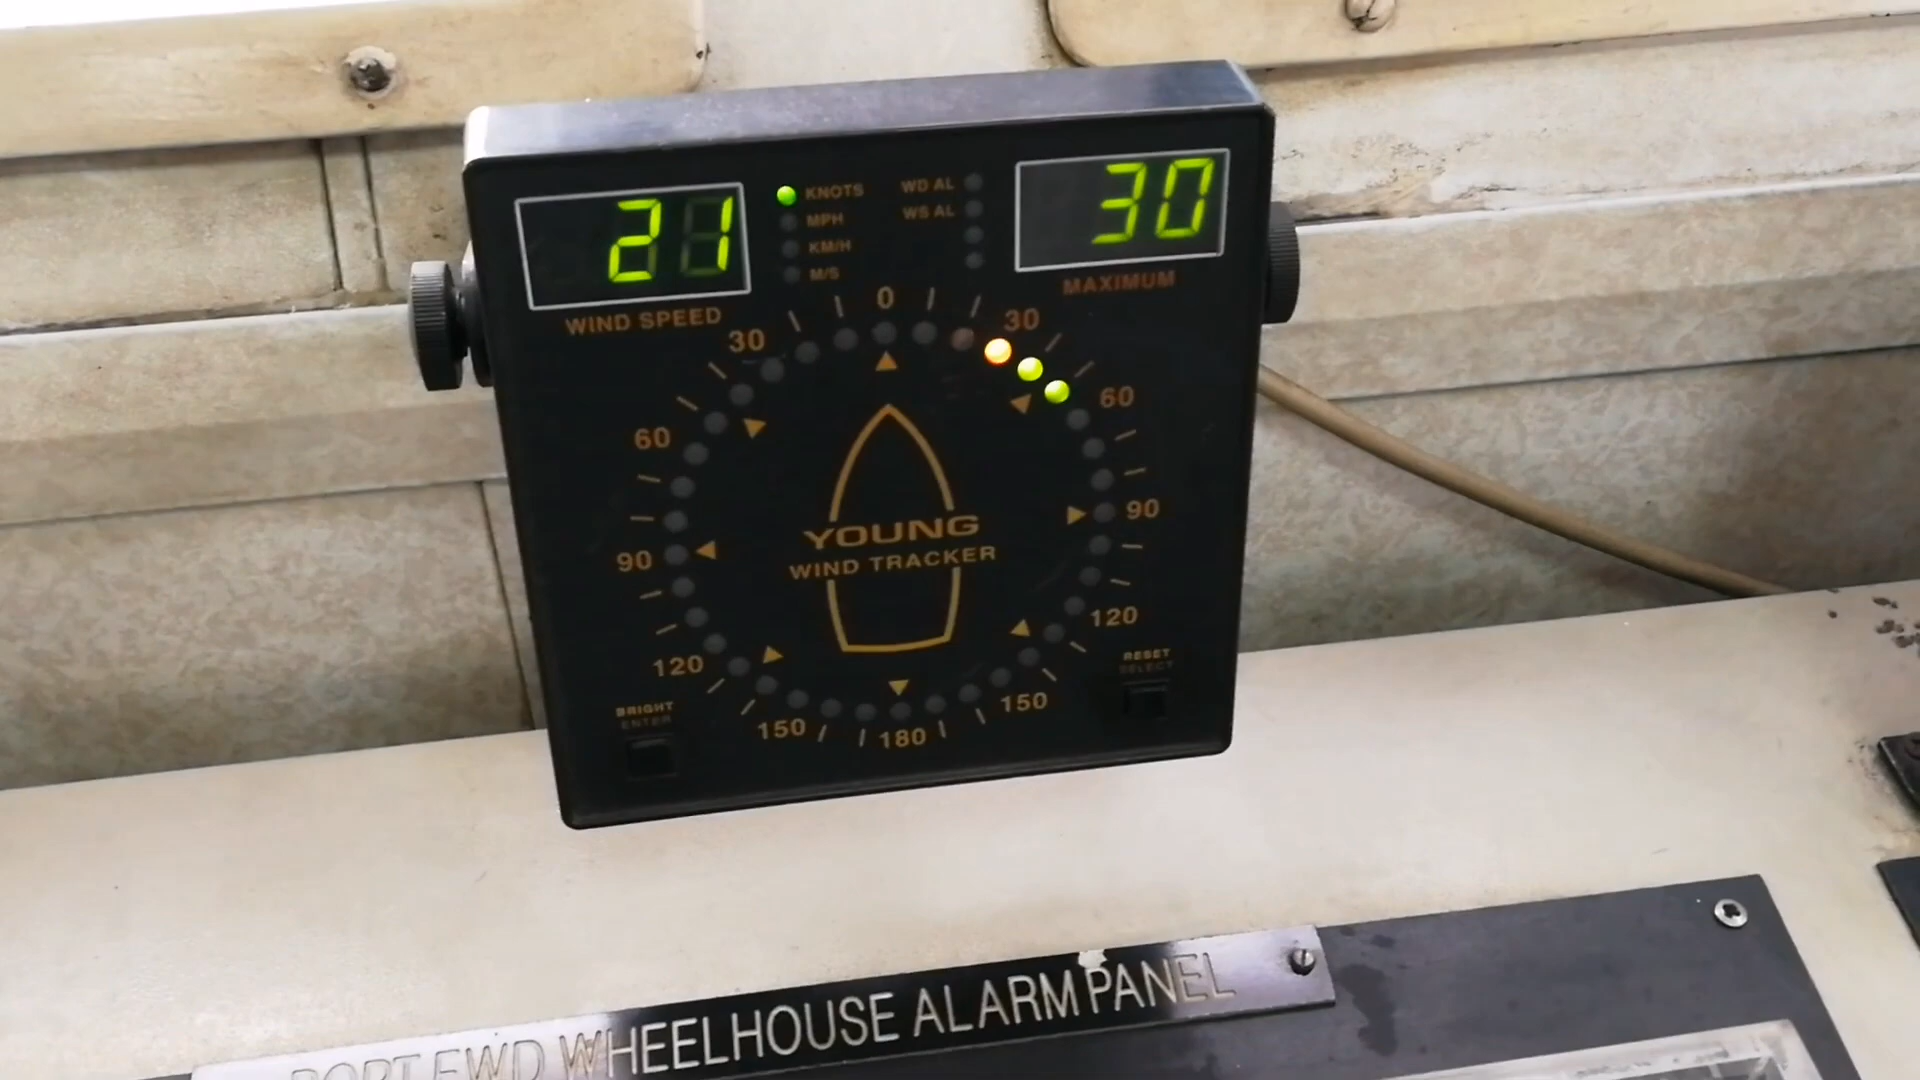 21
KNOTS
MPH
KM/H
M/S
WD AL
WS AL
30
WIND SPEED
MAXIMUM
0
30
30
60
60
90
90
120
120
150
150
180
YOUNG
WIND TRACKER
BRIGHT
ENTER
RESET
SELECT
PORT FWD WHEELHOUSE ALARM PANEL